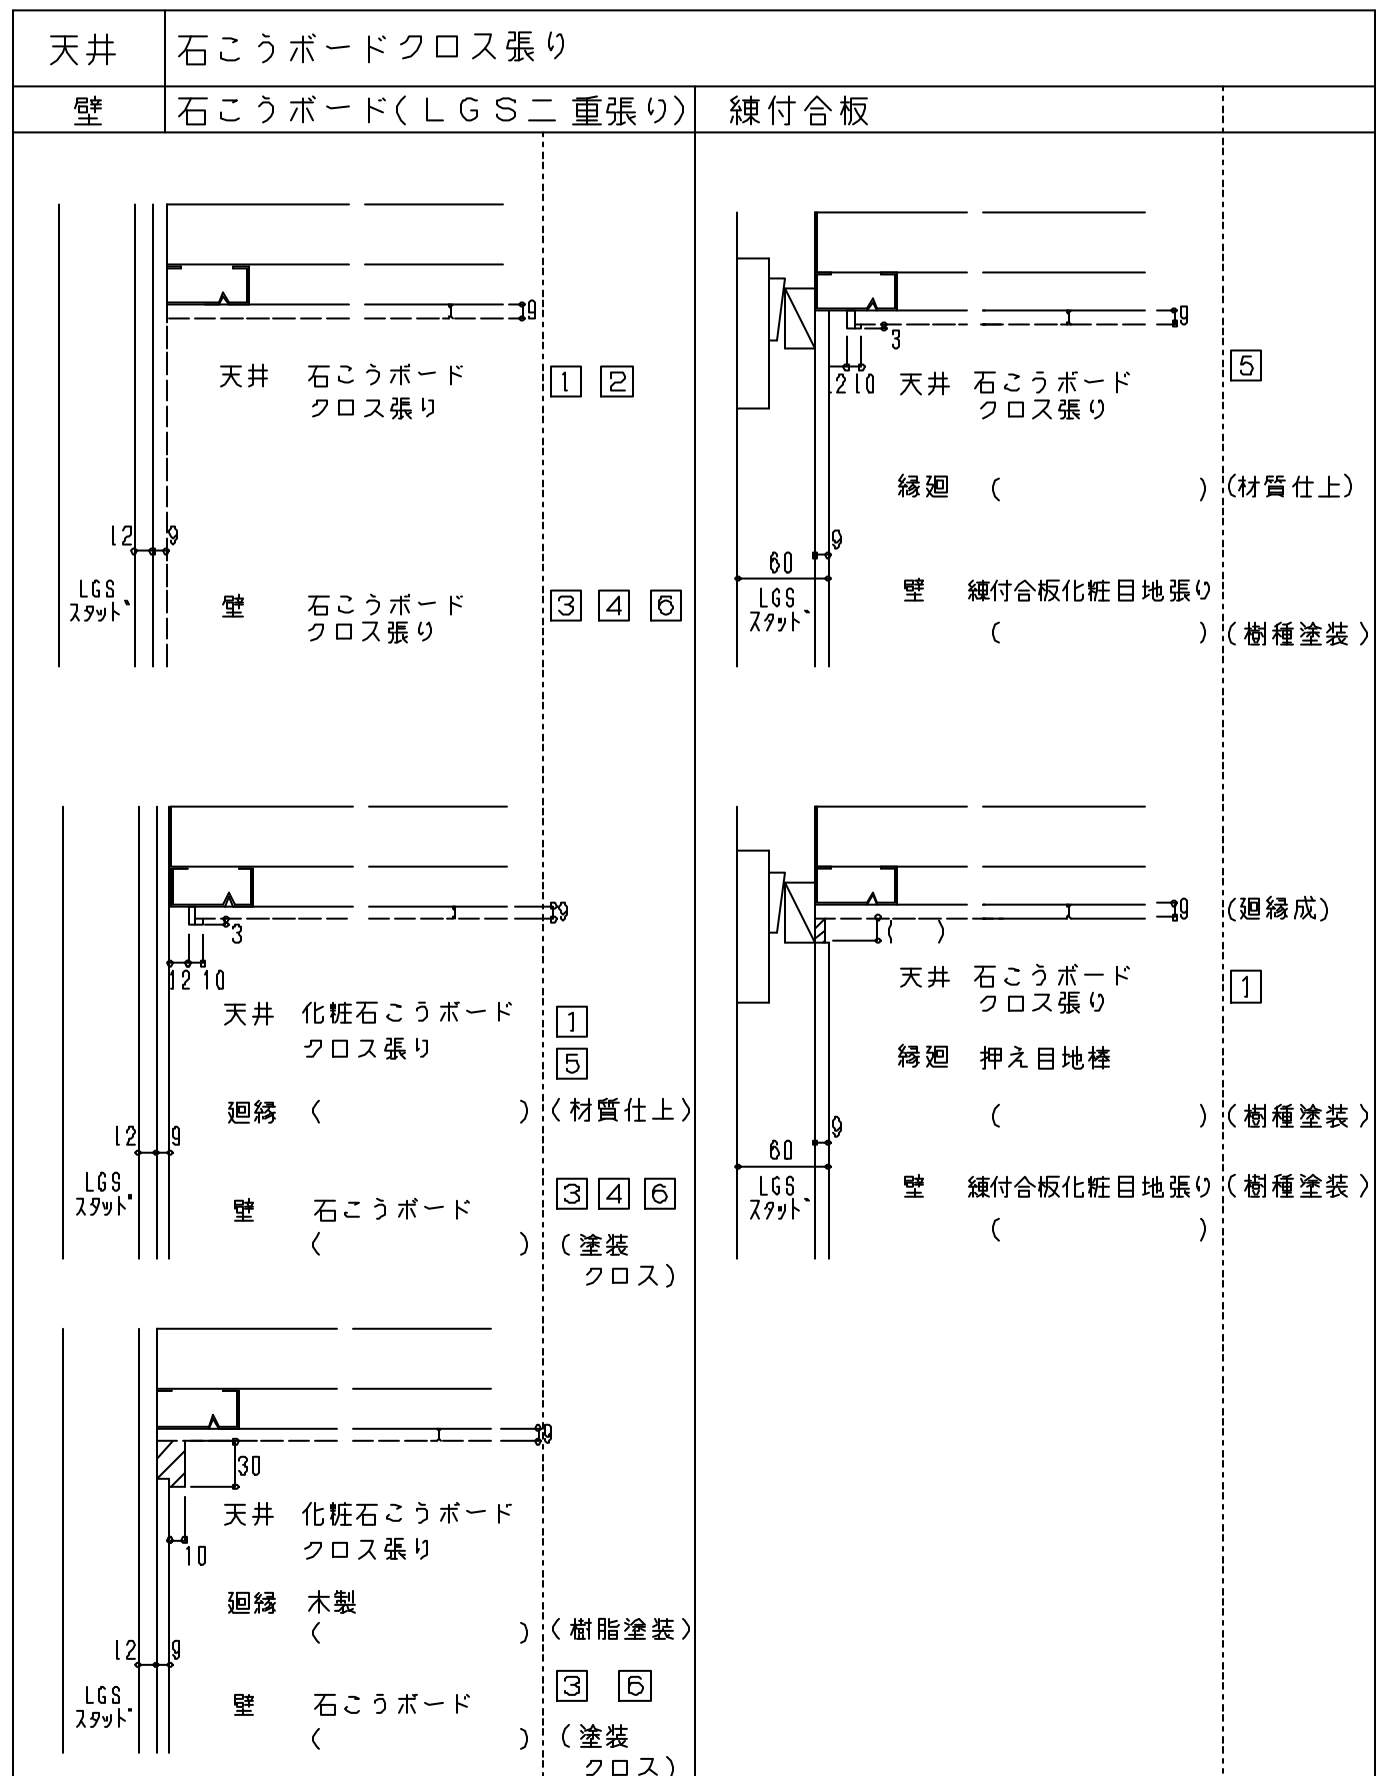 天井 石こうボードクロス張り
壁 石こうボード(LGS二重張り) 練付合板
9
天井 石こうボード 1 2
クロス張り
12 9
LGS
スタッド
壁 石こうボード 3 4 6
クロス張り
9
3
12 10
天井 化粧石こうボード 1
クロス張り 5
廻縁 ( ) (材質仕上)
12 9
LGS
スタッド
壁 石こうボード 3 4 6
( ) (塗装
クロス)
9
30
天井 化粧石こうボード
クロス張り
10
廻縁 木製
( ) (樹脂塗装)
12 9
LGS
スタッド
壁 石こうボード 3 6
( ) (塗装
クロス)
9
3
12 10
天井 石こうボード 5
クロス張り
縁廻 ( ) (材質仕上)
9
60
LGS
スタッド
壁 練付合板化粧目地張り
( ) (樹種塗装)
9 (廻縁成)
( )
天井 石こうボード 1
クロス張り
縁廻 押え目地棒
( ) (樹種塗装)
9
60
LGS
スタッド
壁 練付合板化粧目地張り (樹種塗装)
( )